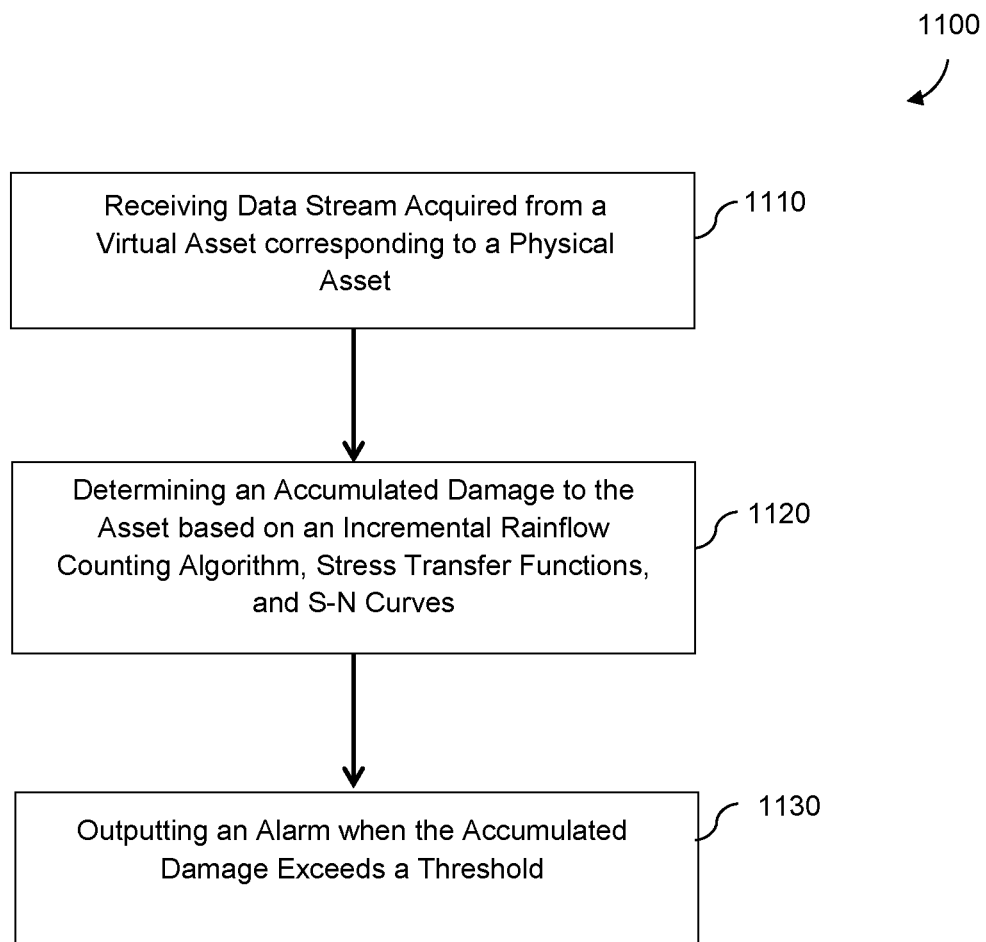 1100
Receiving Data Stream Acquired from a
Virtual Asset corresponding to a Physical
Asset
1110
Determining an Accumulated Damage to the
Asset based on an Incremental Rainflow
Counting Algorithm, Stress Transfer Functions,
and S-N Curves
1120
Outputting an Alarm when the Accumulated
Damage Exceeds a Threshold
1130